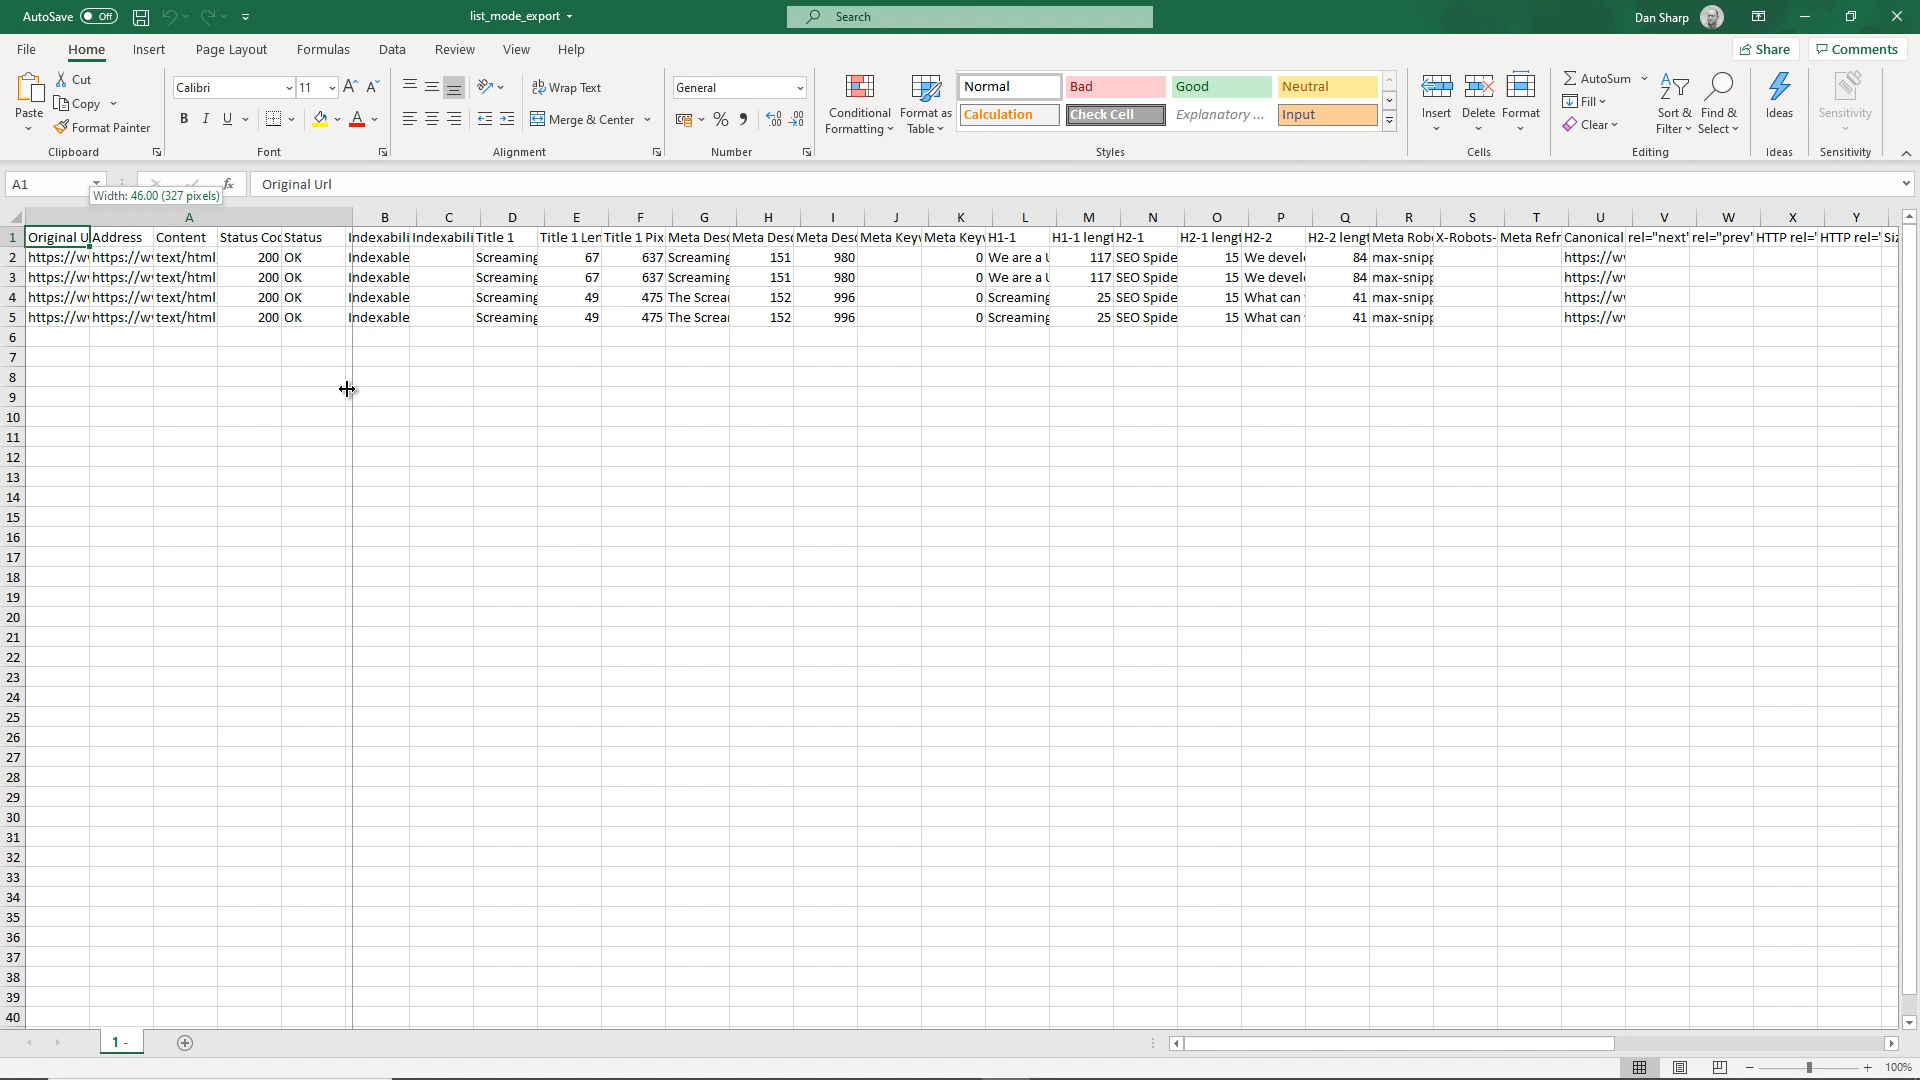 AutoSave Off list_mode_export Search Dan Sharp
File Home Insert Page Layout Formulas Data Review View Help Share Comments
Paste Cut Copy Format Painter Clipboard
Calibri 11 B I U A Font
Wrap Text Merge & Center Alignment
General % Number
Conditional Formatting Format as Table
Normal Bad Good Neutral
Calculation Check Cell Explanatory ... Input
Styles
Insert Delete Format Cells
AutoSum Fill Clear Sort & Filter Find & Select Editing
Ideas Ideas
Sensitivity Sensitivity
A1 fx Original Url
Width: 46.00 (327 pixels)
A B C D E F G H I J K L M N O P Q R S T U V W X Y
1 Original U Address Content Status Coc Status Indexabili Indexabili Title 1 Title 1 Len Title 1 Pix Meta Desc Meta Desc Meta Desc Meta Keyv Meta Keyv H1-1 H1-1 lengt H2-1 H2-1 lengt H2-2 H2-2 lengt Meta Rob X-Robots- Meta Refr Canonical rel="next" rel="prev" HTTP rel=" HTTP rel=" Siz
2 https://w https://w text/html 200 OK Indexable Screaming 67 637 Screaming 151 980 0 We are a U 117 SEO Spide 15 We devel 84 max-snipp https://w
3 https://w https://w text/html 200 OK Indexable Screaming 67 637 Screaming 151 980 0 We are a U 117 SEO Spide 15 We devel 84 max-snipp https://w
4 https://w https://w text/html 200 OK Indexable Screaming 49 475 The Screa 152 996 0 Screaming 25 SEO Spide 15 What can 41 max-snipp https://w
5 https://w https://w text/html 200 OK Indexable Screaming 49 475 The Screa 152 996 0 Screaming 25 SEO Spide 15 What can 41 max-snipp https://w
6
7
8
9
10
11
12
13
14
15
16
17
18
19
20
21
22
23
24
25
26
27
28
29
30
31
32
33
34
35
36
37
38
39
40
1 -
100%